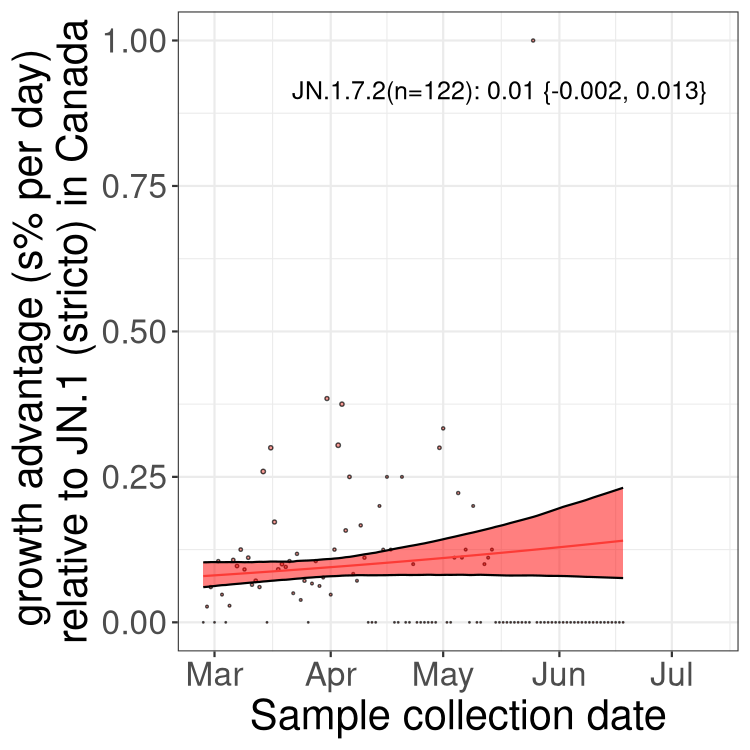 growth advantage (s% per day)
relative to JN.1 (stricto) in Canada
1.00
0.75
0.50
0.25
0.00
JN.1.7.2(n=122): 0.01 {-0.002, 0.013}
Mar Apr May Jun Jul
Sample collection date